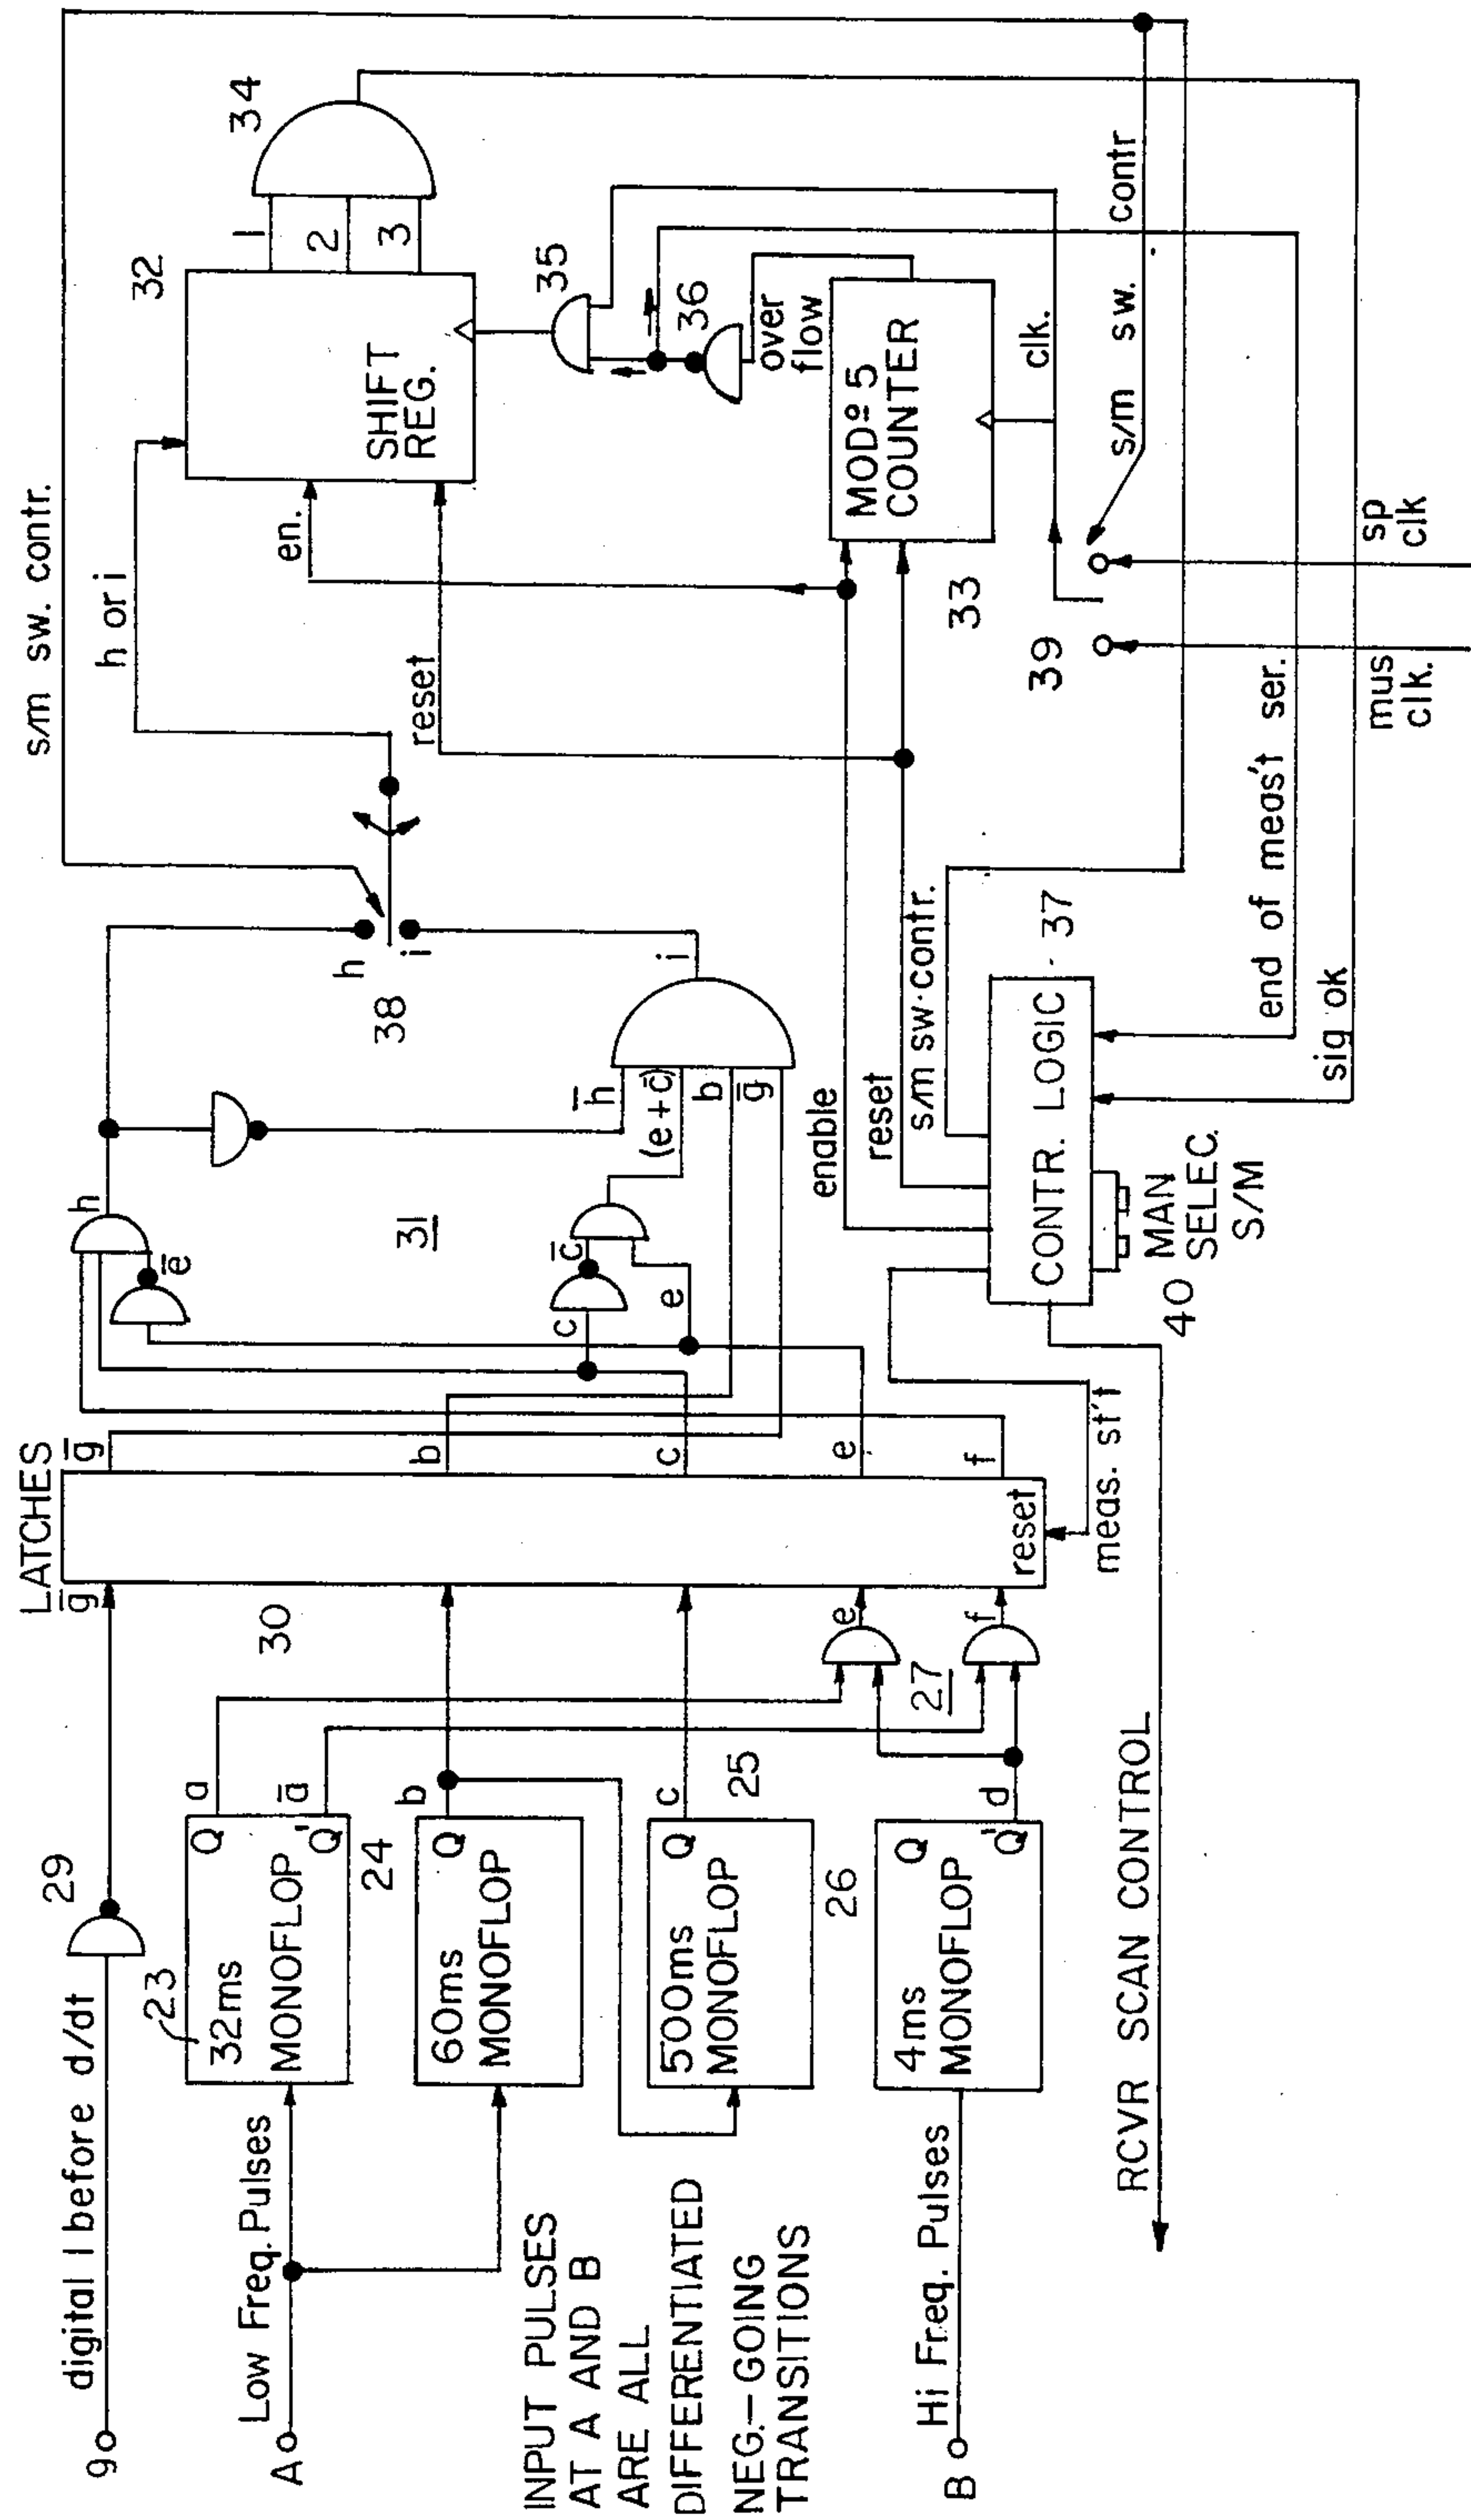 LATCHES
s/m sw. contr.
g
digital 1 before d/dt
29
g̅
g̅
30
A
Low Freq. Pulses
23
32ms
MONOFLOP
Q
a
Q'
a̅
24
60ms
MONOFLOP
Q
b
b
INPUT PULSES
AT A AND B
ARE ALL
DIFFERENTIATED
NEG.-GOING
TRANSITIONS
500ms
MONOFLOP
Q
c
25
c
26
B
Hi Freq. Pulses
4ms
MONOFLOP
Q
Q'
d
27
e
f
e
f
reset
meas. st't
RCVR SCAN CONTROL
e̅
h
31
c
c̅
e
h̅
(e + c̅)
b
g̅
i
h
i
38
h or i
en.
reset
32
SHIFT
REG.
1
2
3
34
35
36
over
flow
MODº 5
COUNTER
33
clk.
39
s/m sw. contr
mus
clk.
sp
clk
enable
reset
s/m sw. contr.
CONTR. LOGIC
37
40 MAN
SELEC.
S/M
end of meas't ser.
sig ok